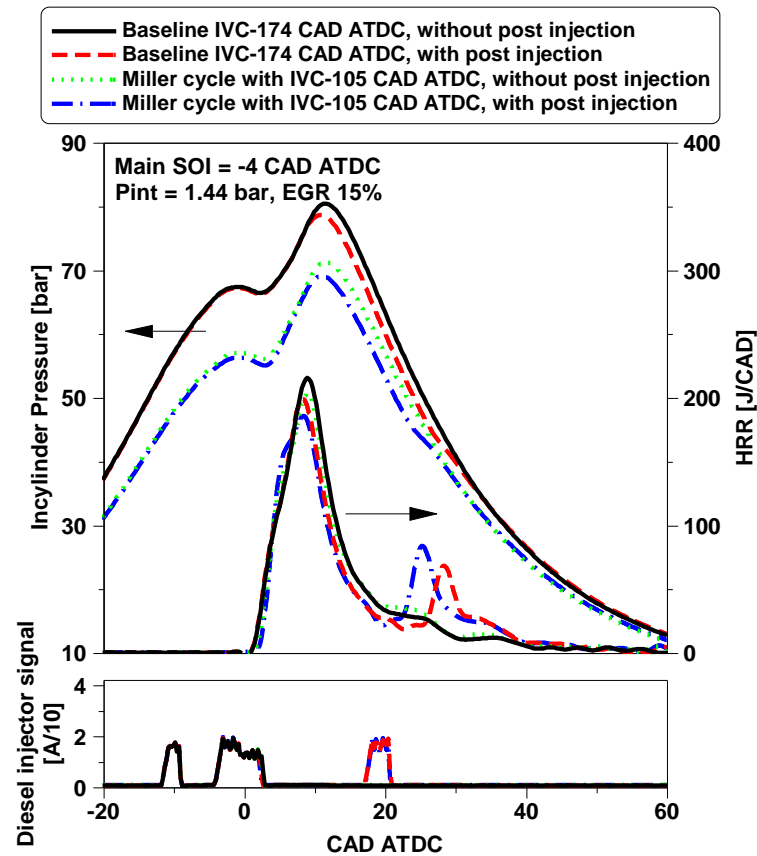 Baseline IVC-174 CAD ATDC, without post injection
Baseline IVC-174 CAD ATDC, with post injection
Miller cycle with IVC-105 CAD ATDC, without post injection
Miller cycle with IVC-105 CAD ATDC, with post injection
90
400
Main SOI = -4 CAD ATDC
Pint = 1.44 bar, EGR 15%
70
300
Incylinder Pressure [bar]
50
200
HRR [J/CAD]
30
100
10
0
Diesel injector signal
[A/10]
4
2
0
-20
0
20
40
60
CAD ATDC